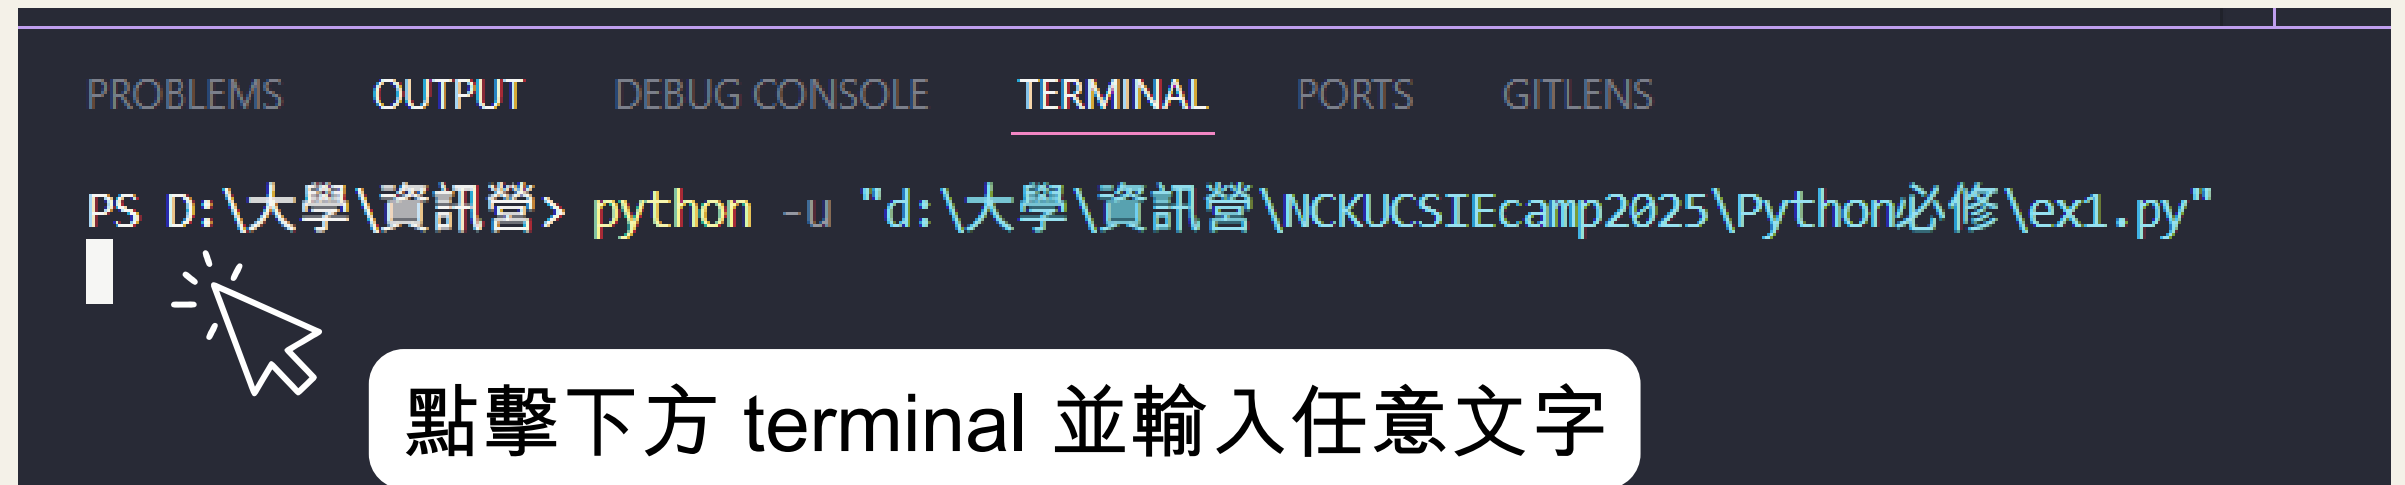 PROBLEMS OUTPUT DEBUG CONSOLE TERMINAL PORTS GITLENS
PS D:\大學\資訊營> python -u "d:\大學\資訊營\NCKUCSIEcamp2025\Python必修\ex1.py"
點擊下方 terminal 並輸入任意文字